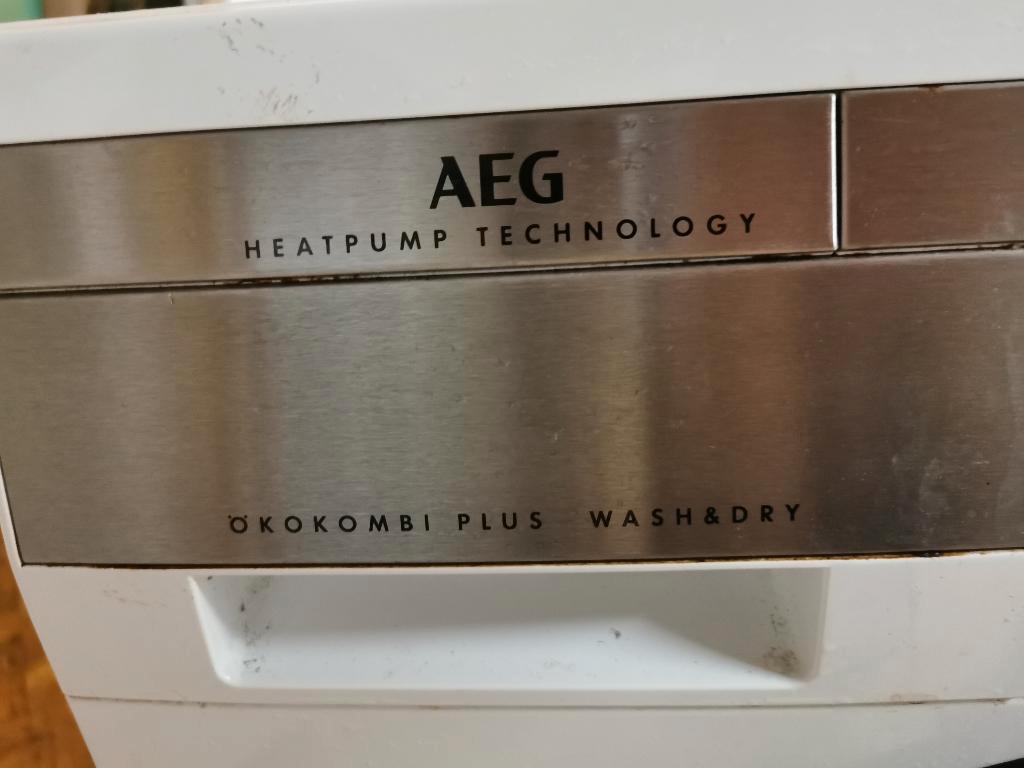 AEG
HEATPUMP TECHNOLOGY
ÖKOKOMBI PLUS WASH&DRY